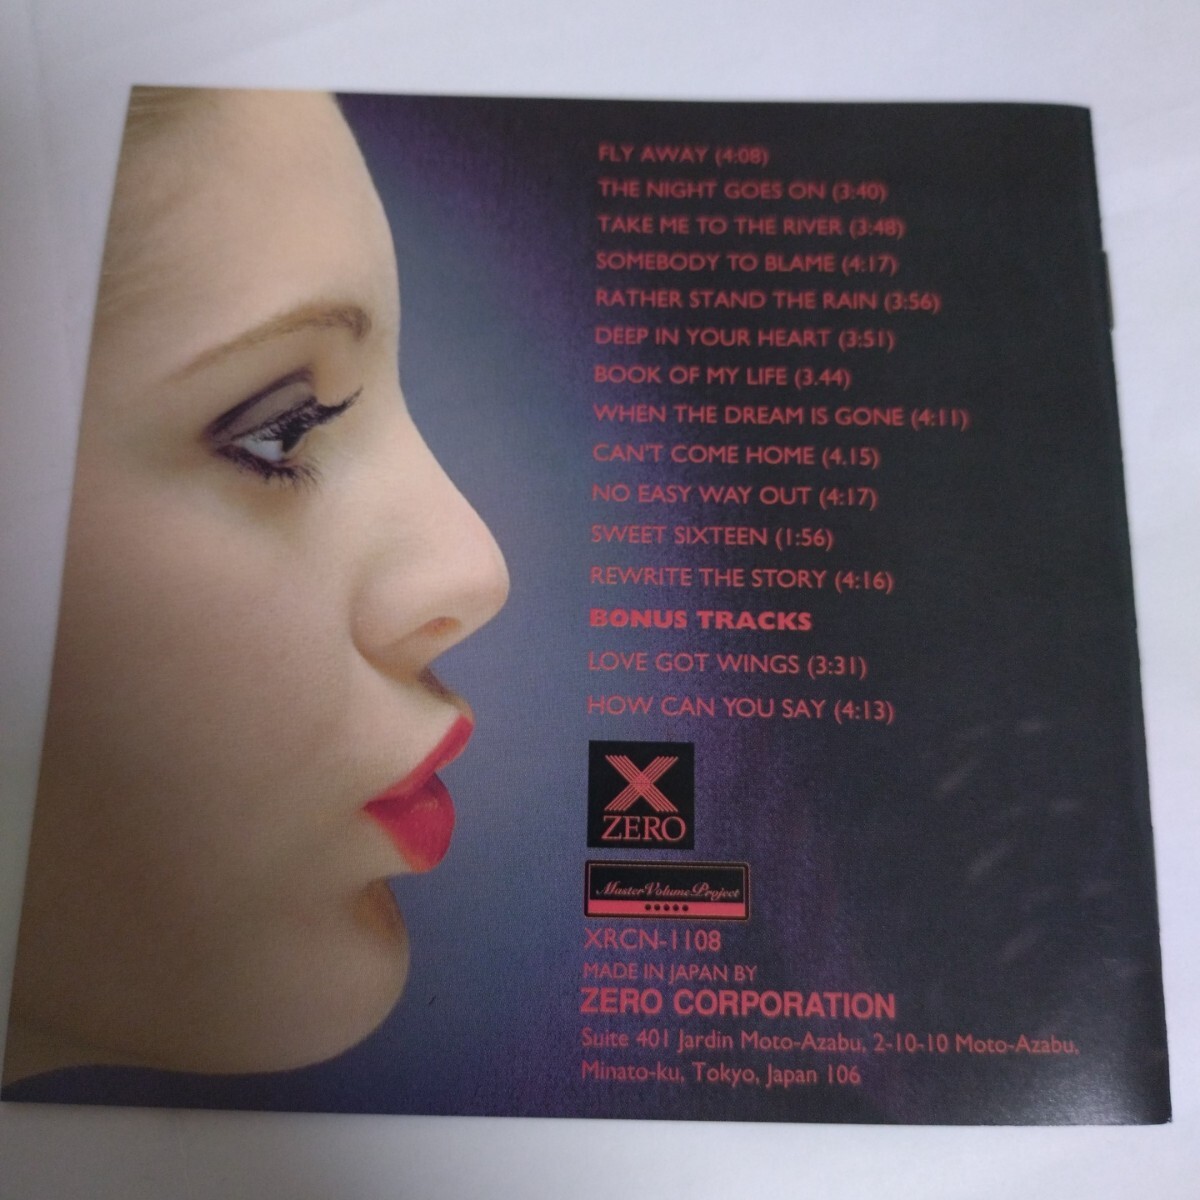 FLY AWAY (4:08)
THE NIGHT GOES ON (3:40)
TAKE ME TO THE RIVER (3:48)
SOMEBODY TO BLAME (4:17)
RATHER STAND THE RAIN (3:56)
DEEP IN YOUR HEART (3:51)
BOOK OF MY LIFE (3.44)
WHEN THE DREAM IS GONE (4:11)
CAN'T COME HOME (4.15)
NO EASY WAY OUT (4:17)
SWEET SIXTEEN (1:56)
REWRITE THE STORY (4:16)
BONUS TRACKS
LOVE GOT WINGS (3:31)
HOW CAN YOU SAY (4:13)
X
ZERO
Master Volume Project
XRCN-1108
MADE IN JAPAN BY
ZERO CORPORATION
Suite 401 Jardin Moto-Azabu, 2-10-10 Moto-Azabu,
Minato-ku, Tokyo, Japan 106